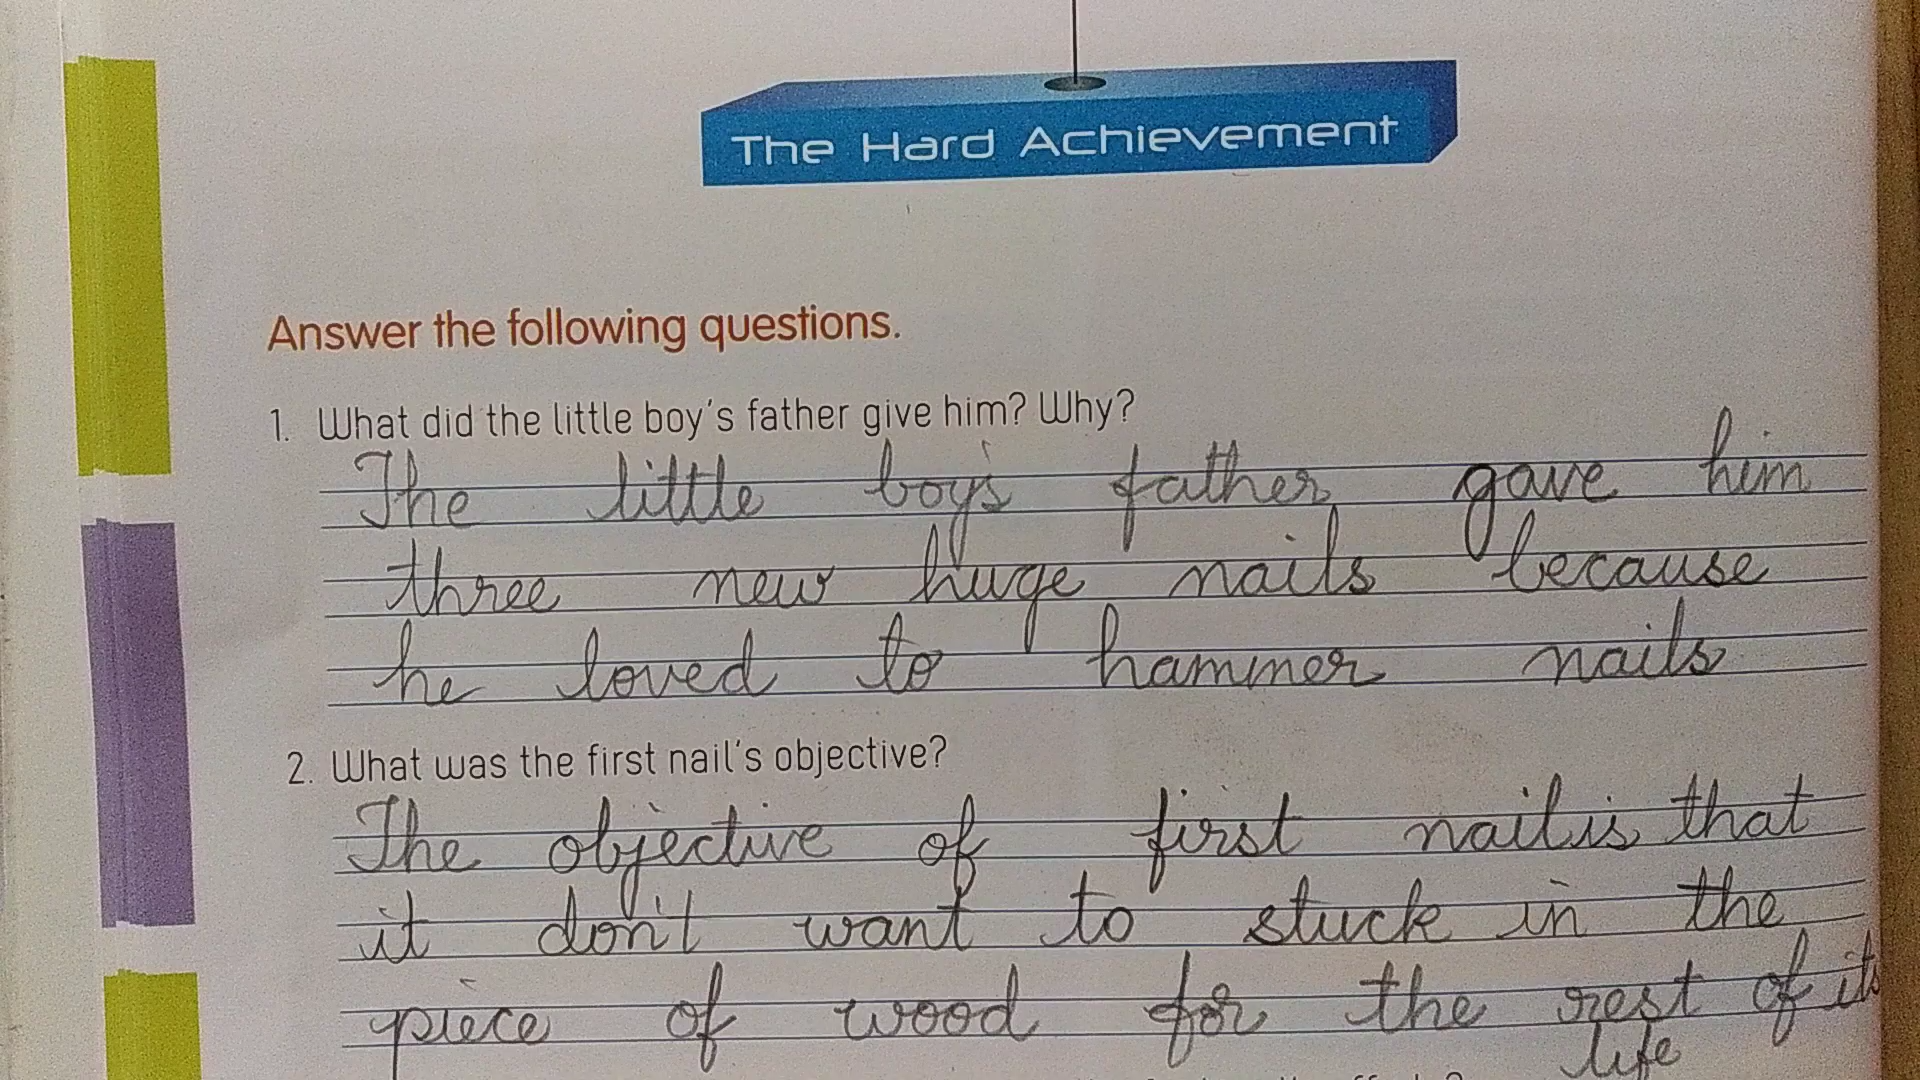 The Hard Achievement
Answer the following questions.
1. What did the little boy's father give him? Why?
The little boy's father gave him
three new huge nails because
he loved to hammer nails
2. What was the first nail's objective?
The objective of first nail is that
it don't want to stuck in the
piece of wood for the rest of its
life